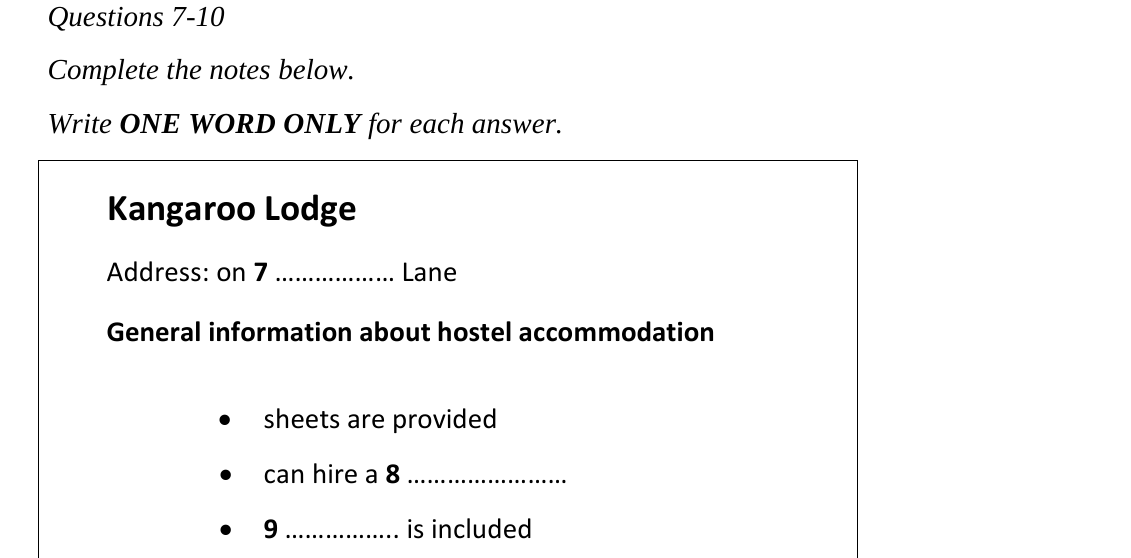 Questions 7-10
Complete the notes below.
Write ONE WORD ONLY for each answer.
Kangaroo Lodge
Address: on 7 ……………… Lane
General information about hostel accommodation
• sheets are provided
• can hire a 8 ……………………
• 9 …………….. is included